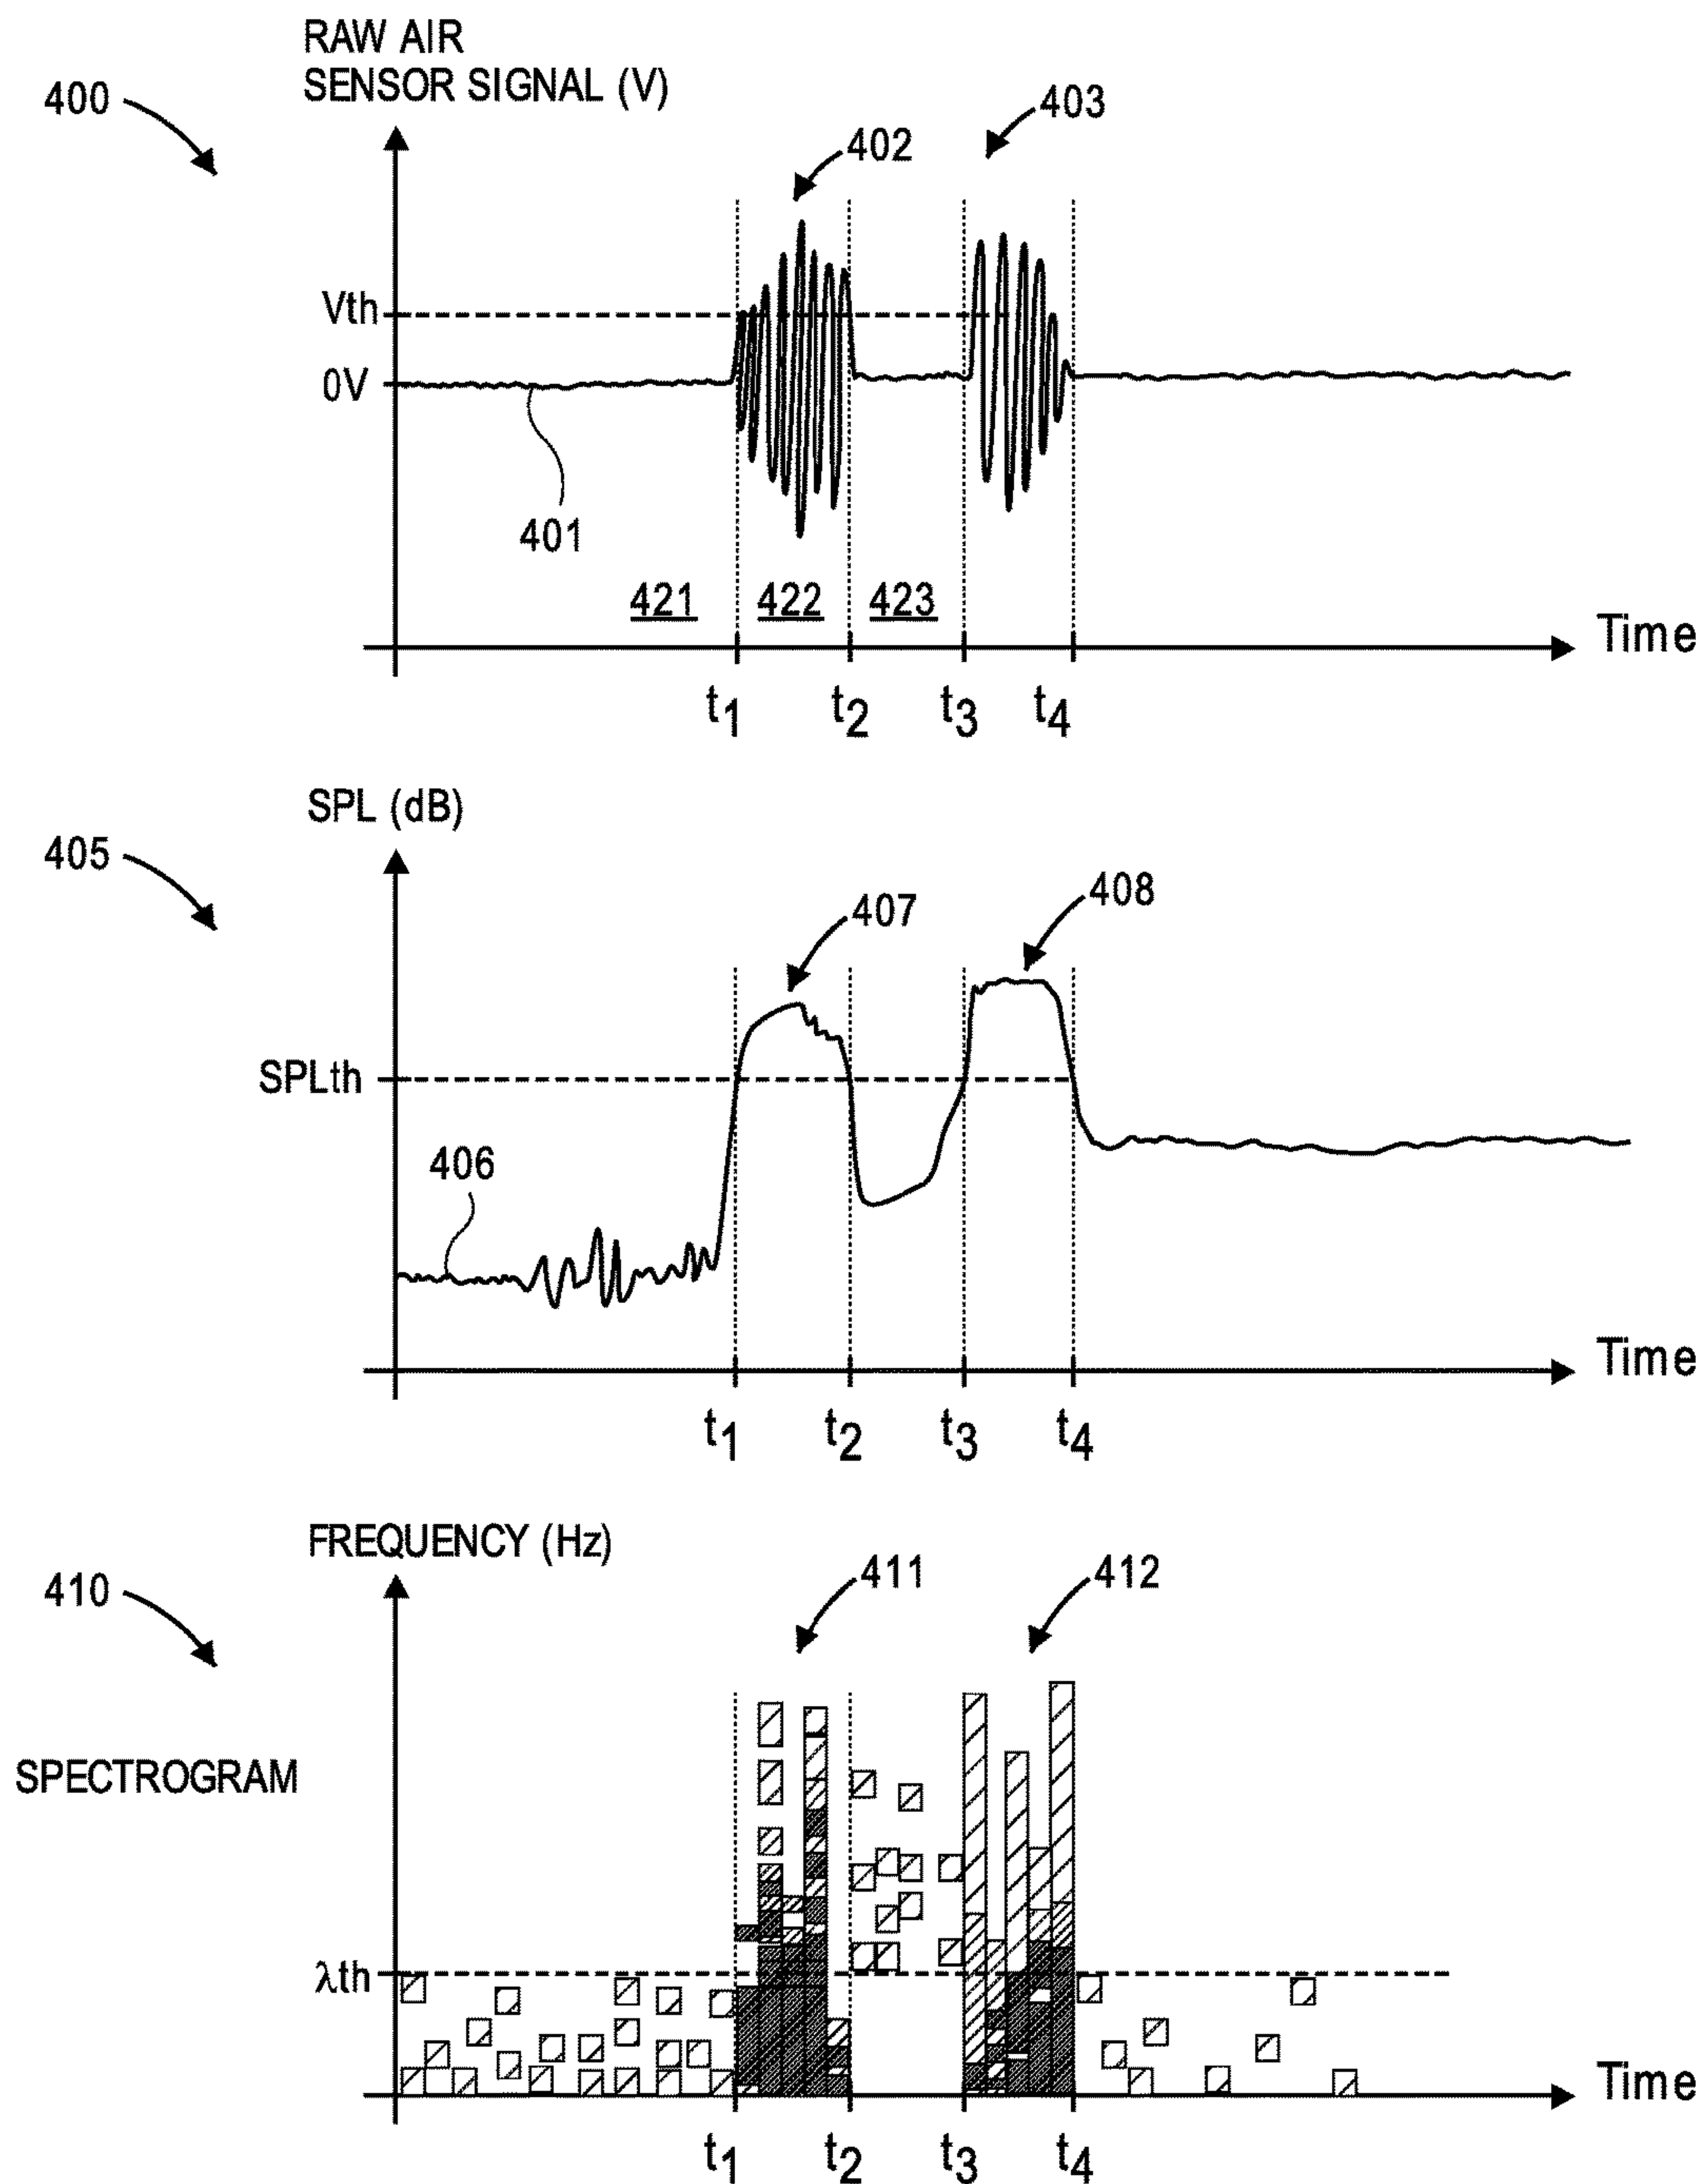 RAW AIR
SENSOR SIGNAL (V)
400
403
402
Vth
0V
401
421 422 423
Time
t1 t2 t3 t4
SPL (dB)
405
408
407
SPLth
406
Time
t1 t2 t3 t4
FREQUENCY (Hz)
410
411
412
SPECTROGRAM
λth
Time
t1 t2 t3 t4